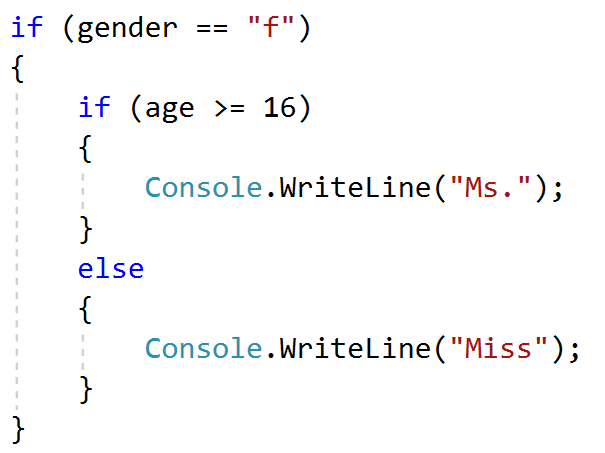 if (gender == "f")
{
    if (age >= 16)
    {
        Console.WriteLine("Ms.");
    }
    else
    {
        Console.WriteLine("Miss");
    }
}